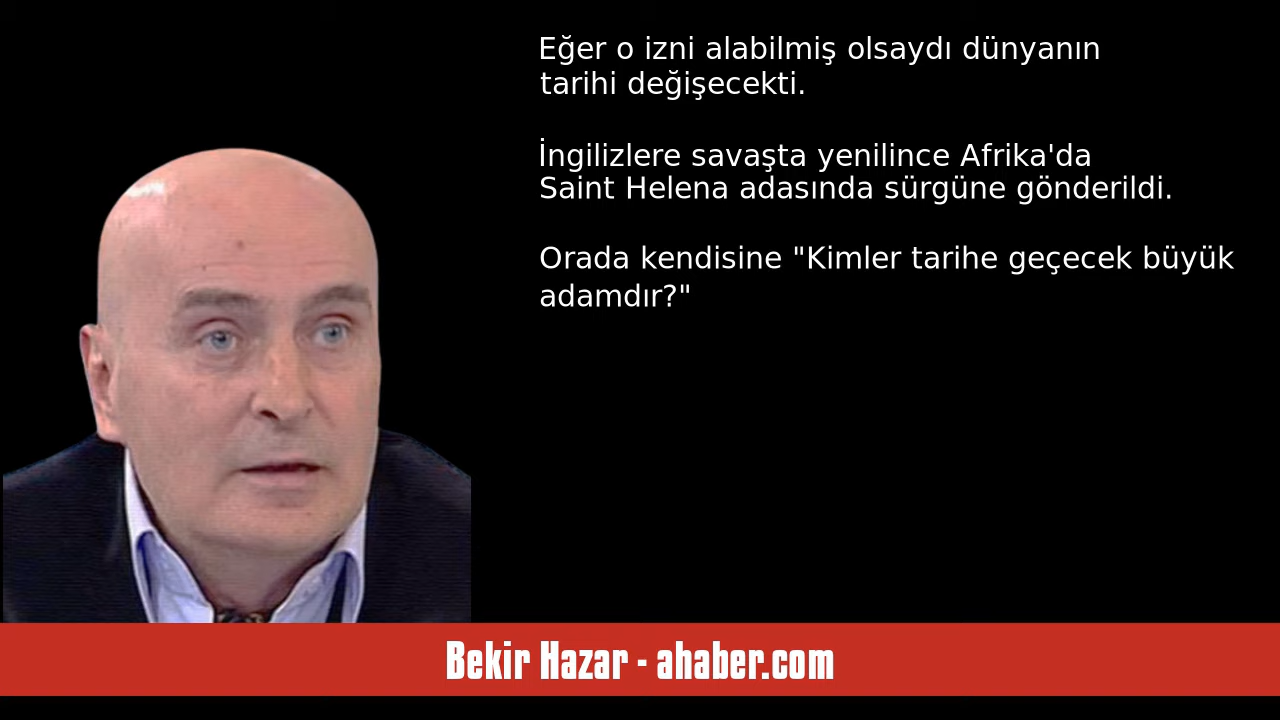 Eğer o izni alabilmiş olsaydı dünyanın
tarihi değişecekti.
İngilizlere savaşta yenilince Afrika'da
Saint Helena adasında sürgüne gönderildi.
Orada kendisine "Kimler tarihe geçecek büyük
adamdır?"
Bekir Hazar - ahaber.com